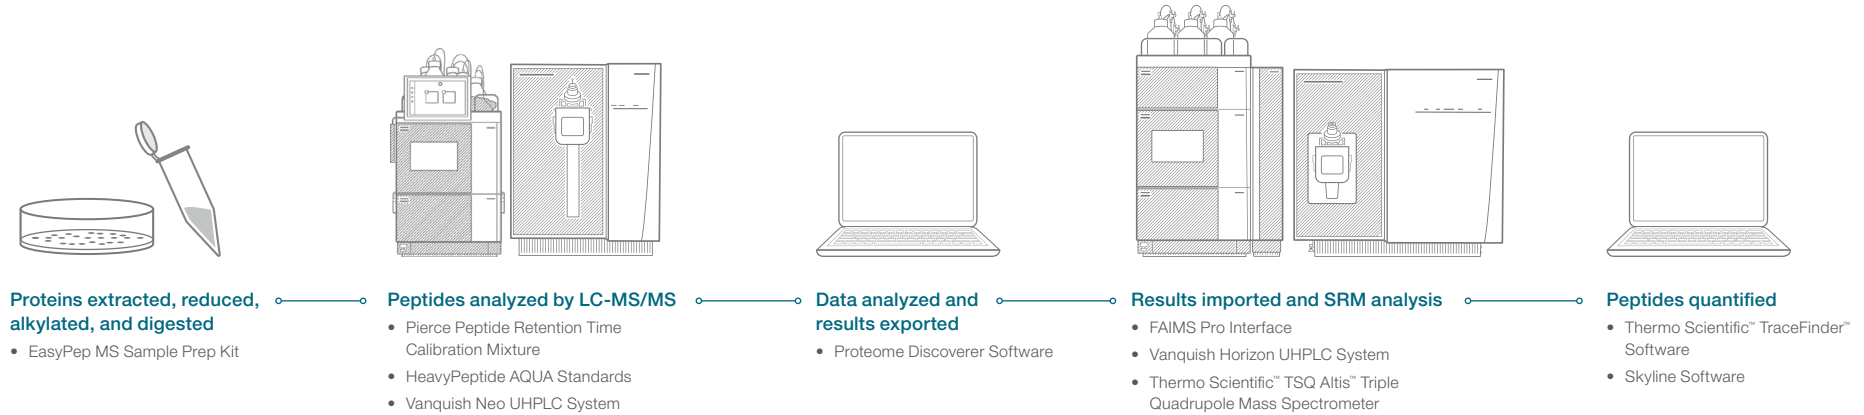 Proteins extracted, reduced,
alkylated, and digested
• EasyPep MS Sample Prep Kit
Peptides analyzed by LC-MS/MS
• Pierce Peptide Retention Time
Calibration Mixture
• HeavyPeptide AQUA Standards
• Vanquish Neo UHPLC System
Data analyzed and
results exported
• Proteome Discoverer Software
Results imported and SRM analysis
• FAIMS Pro Interface
• Vanquish Horizon UHPLC System
• Thermo Scientific™ TSQ Altis™ Triple
Quadrupole Mass Spectrometer
Peptides quantified
• Thermo Scientific™ TraceFinder™
Software
• Skyline Software